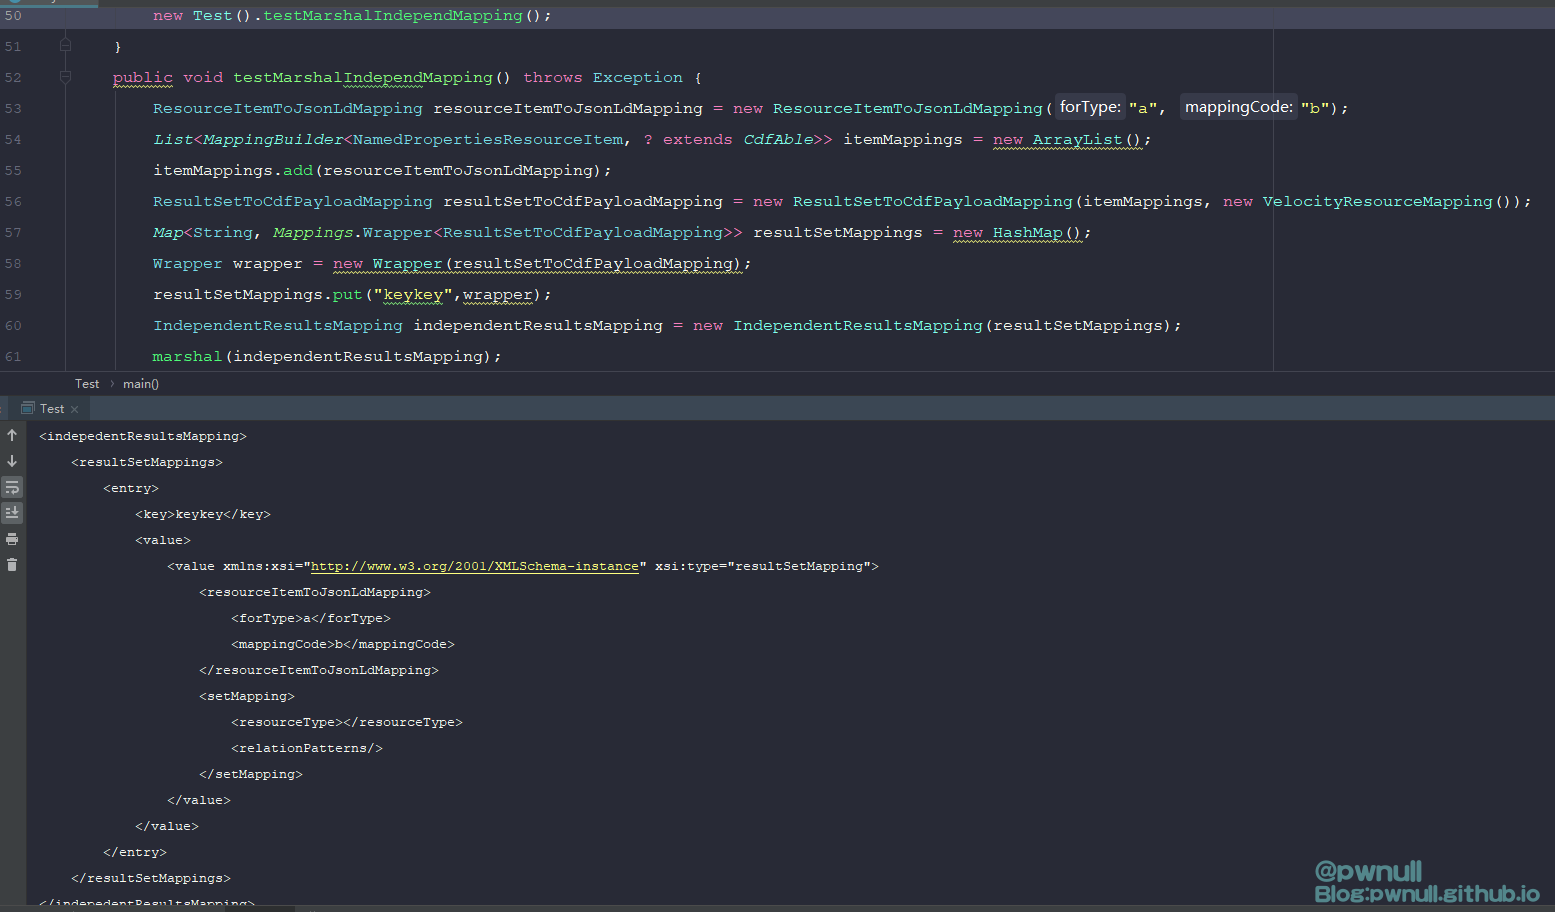 50 new Test().testMarshalIndependMapping();
51 }
52 public void testMarshalIndependMapping() throws Exception {
53 ResourceItemToJsonLdMapping resourceItemToJsonLdMapping = new ResourceItemToJsonLdMapping( forType: "a", mappingCode: "b");
54 List<MappingBuilder<NamedPropertiesResourceItem, ? extends CdfAble>> itemMappings = new ArrayList();
55 itemMappings.add(resourceItemToJsonLdMapping);
56 ResultSetToCdfPayloadMapping resultSetToCdfPayloadMapping = new ResultSetToCdfPayloadMapping(itemMappings, new VelocityResourceMapping());
57 Map<String, Mappings.Wrapper<ResultSetToCdfPayloadMapping>> resultSetMappings = new HashMap();
58 Wrapper wrapper = new Wrapper(resultSetToCdfPayloadMapping);
59 resultSetMappings.put("keykey",wrapper);
60 IndependentResultsMapping independentResultsMapping = new IndependentResultsMapping(resultSetMappings);
61 marshal(independentResultsMapping);
Test › main()
Test ×
<indepedentResultsMapping>
<resultSetMappings>
<entry>
<key>keykey</key>
<value>
<value xmlns:xsi="http://www.w3.org/2001/XMLSchema-instance" xsi:type="resultSetMapping">
<resourceItemToJsonLdMapping>
<forType>a</forType>
<mappingCode>b</mappingCode>
</resourceItemToJsonLdMapping>
<setMapping>
<resourceType></resourceType>
<relationPatterns/>
</setMapping>
</value>
</value>
</entry>
</resultSetMappings>
</indepedentResultsMapping>
@pwnull
Blog:pwnull.github.io